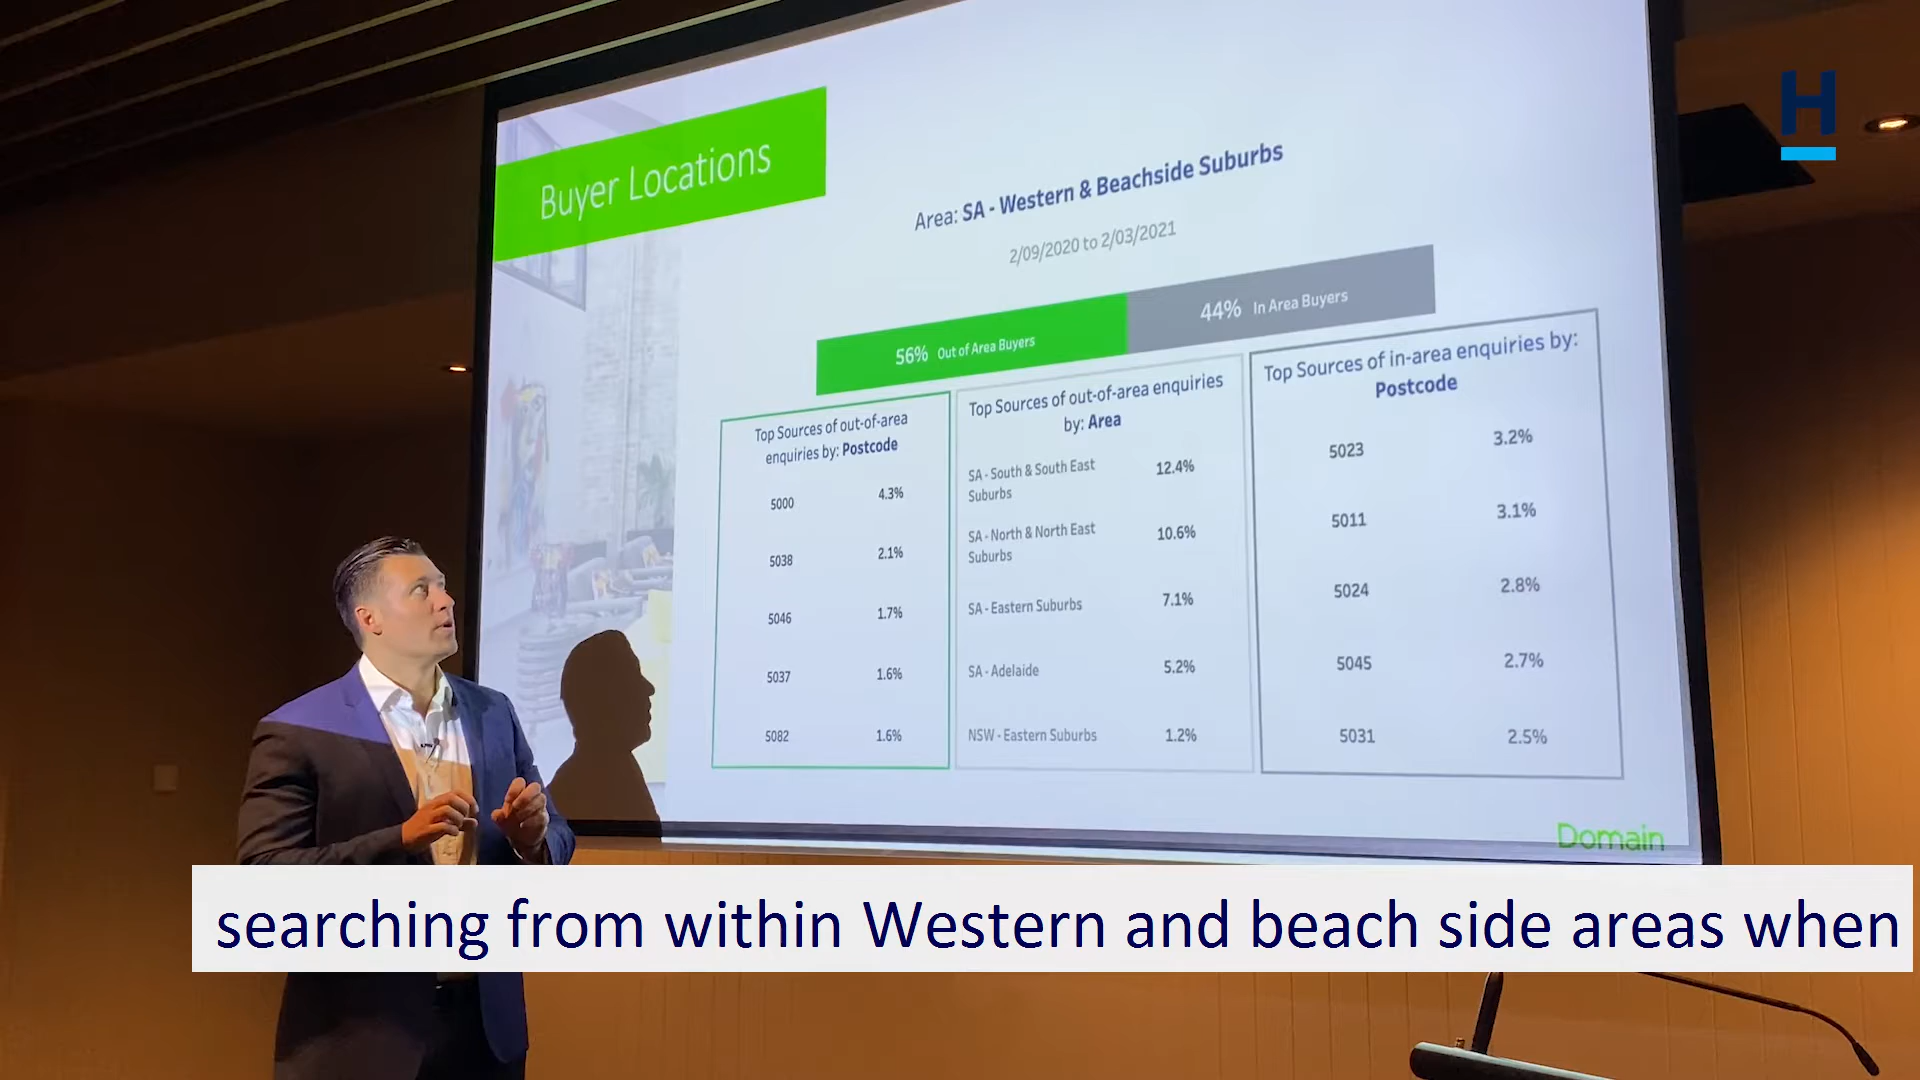 H
Buyer Locations
Area: SA - Western & Beachside Suburbs
2/09/2020 to 2/03/2021
56% Out of Area Buyers
44% In Area Buyers
Top Sources of out-of-area
enquiries by: Postcode
5000 4.3%
5038 2.1%
5046 1.7%
5037 1.6%
5082 1.6%
Top Sources of out-of-area enquiries
by: Area
SA - South & South East
Suburbs
12.4%
SA - North & North East
Suburbs
10.6%
SA - Eastern Suburbs 7.1%
SA - Adelaide 5.2%
NSW - Eastern Suburbs 1.2%
Top Sources of in-area enquiries by:
Postcode
5023 3.2%
5011 3.1%
5024 2.8%
5045 2.7%
5031 2.5%
Domain
searching from within Western and beach side areas when